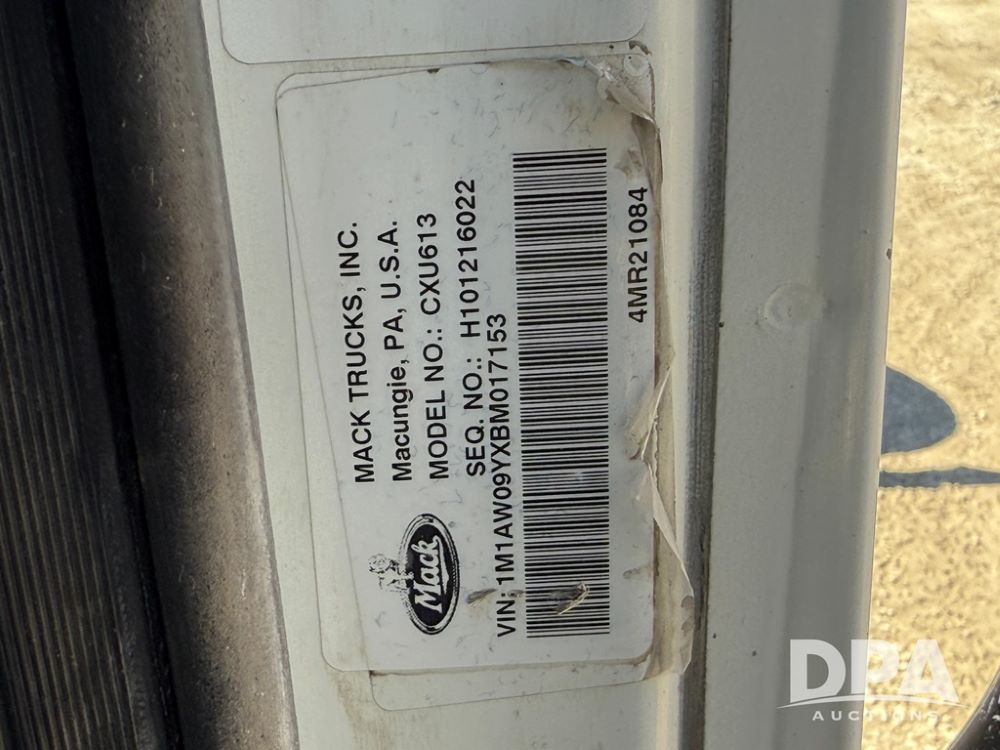 MACK TRUCKS, INC.
Macungie, PA, U.S.A.
MODEL NO.: CXU613
SEQ. NO.: H101216022
VIN: 1M1AW09YXBM017153
4MR21084
Mack
DPA
AUCTIONS